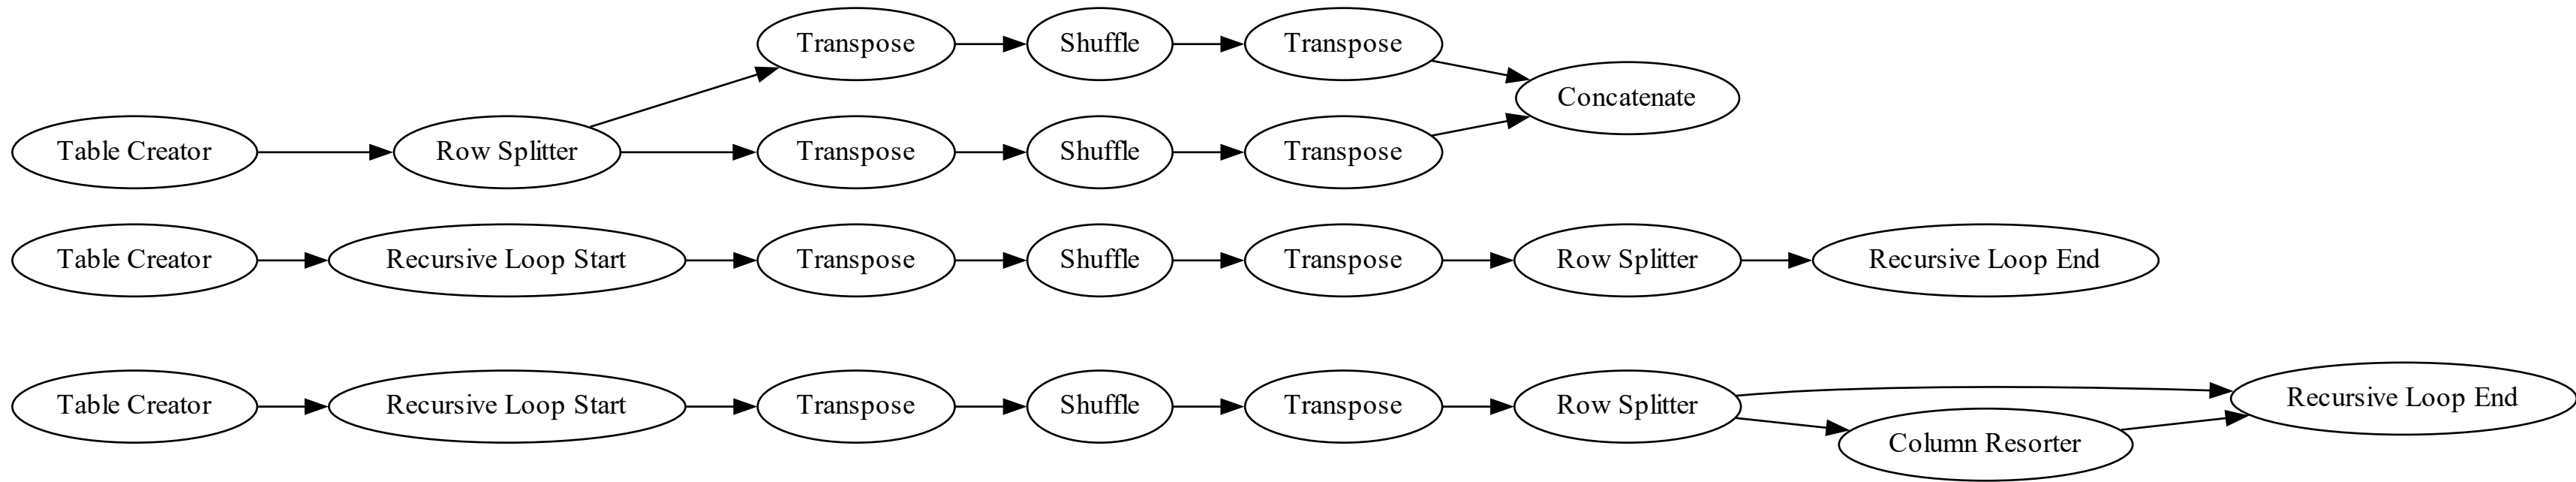 Transpose
Shuffle
Transpose
Concatenate
Table Creator
Row Splitter
Transpose
Shuffle
Transpose
Table Creator
Recursive Loop Start
Transpose
Shuffle
Transpose
Row Splitter
Recursive Loop End
Table Creator
Recursive Loop Start
Transpose
Shuffle
Transpose
Row Splitter
Recursive Loop End
Column Resorter